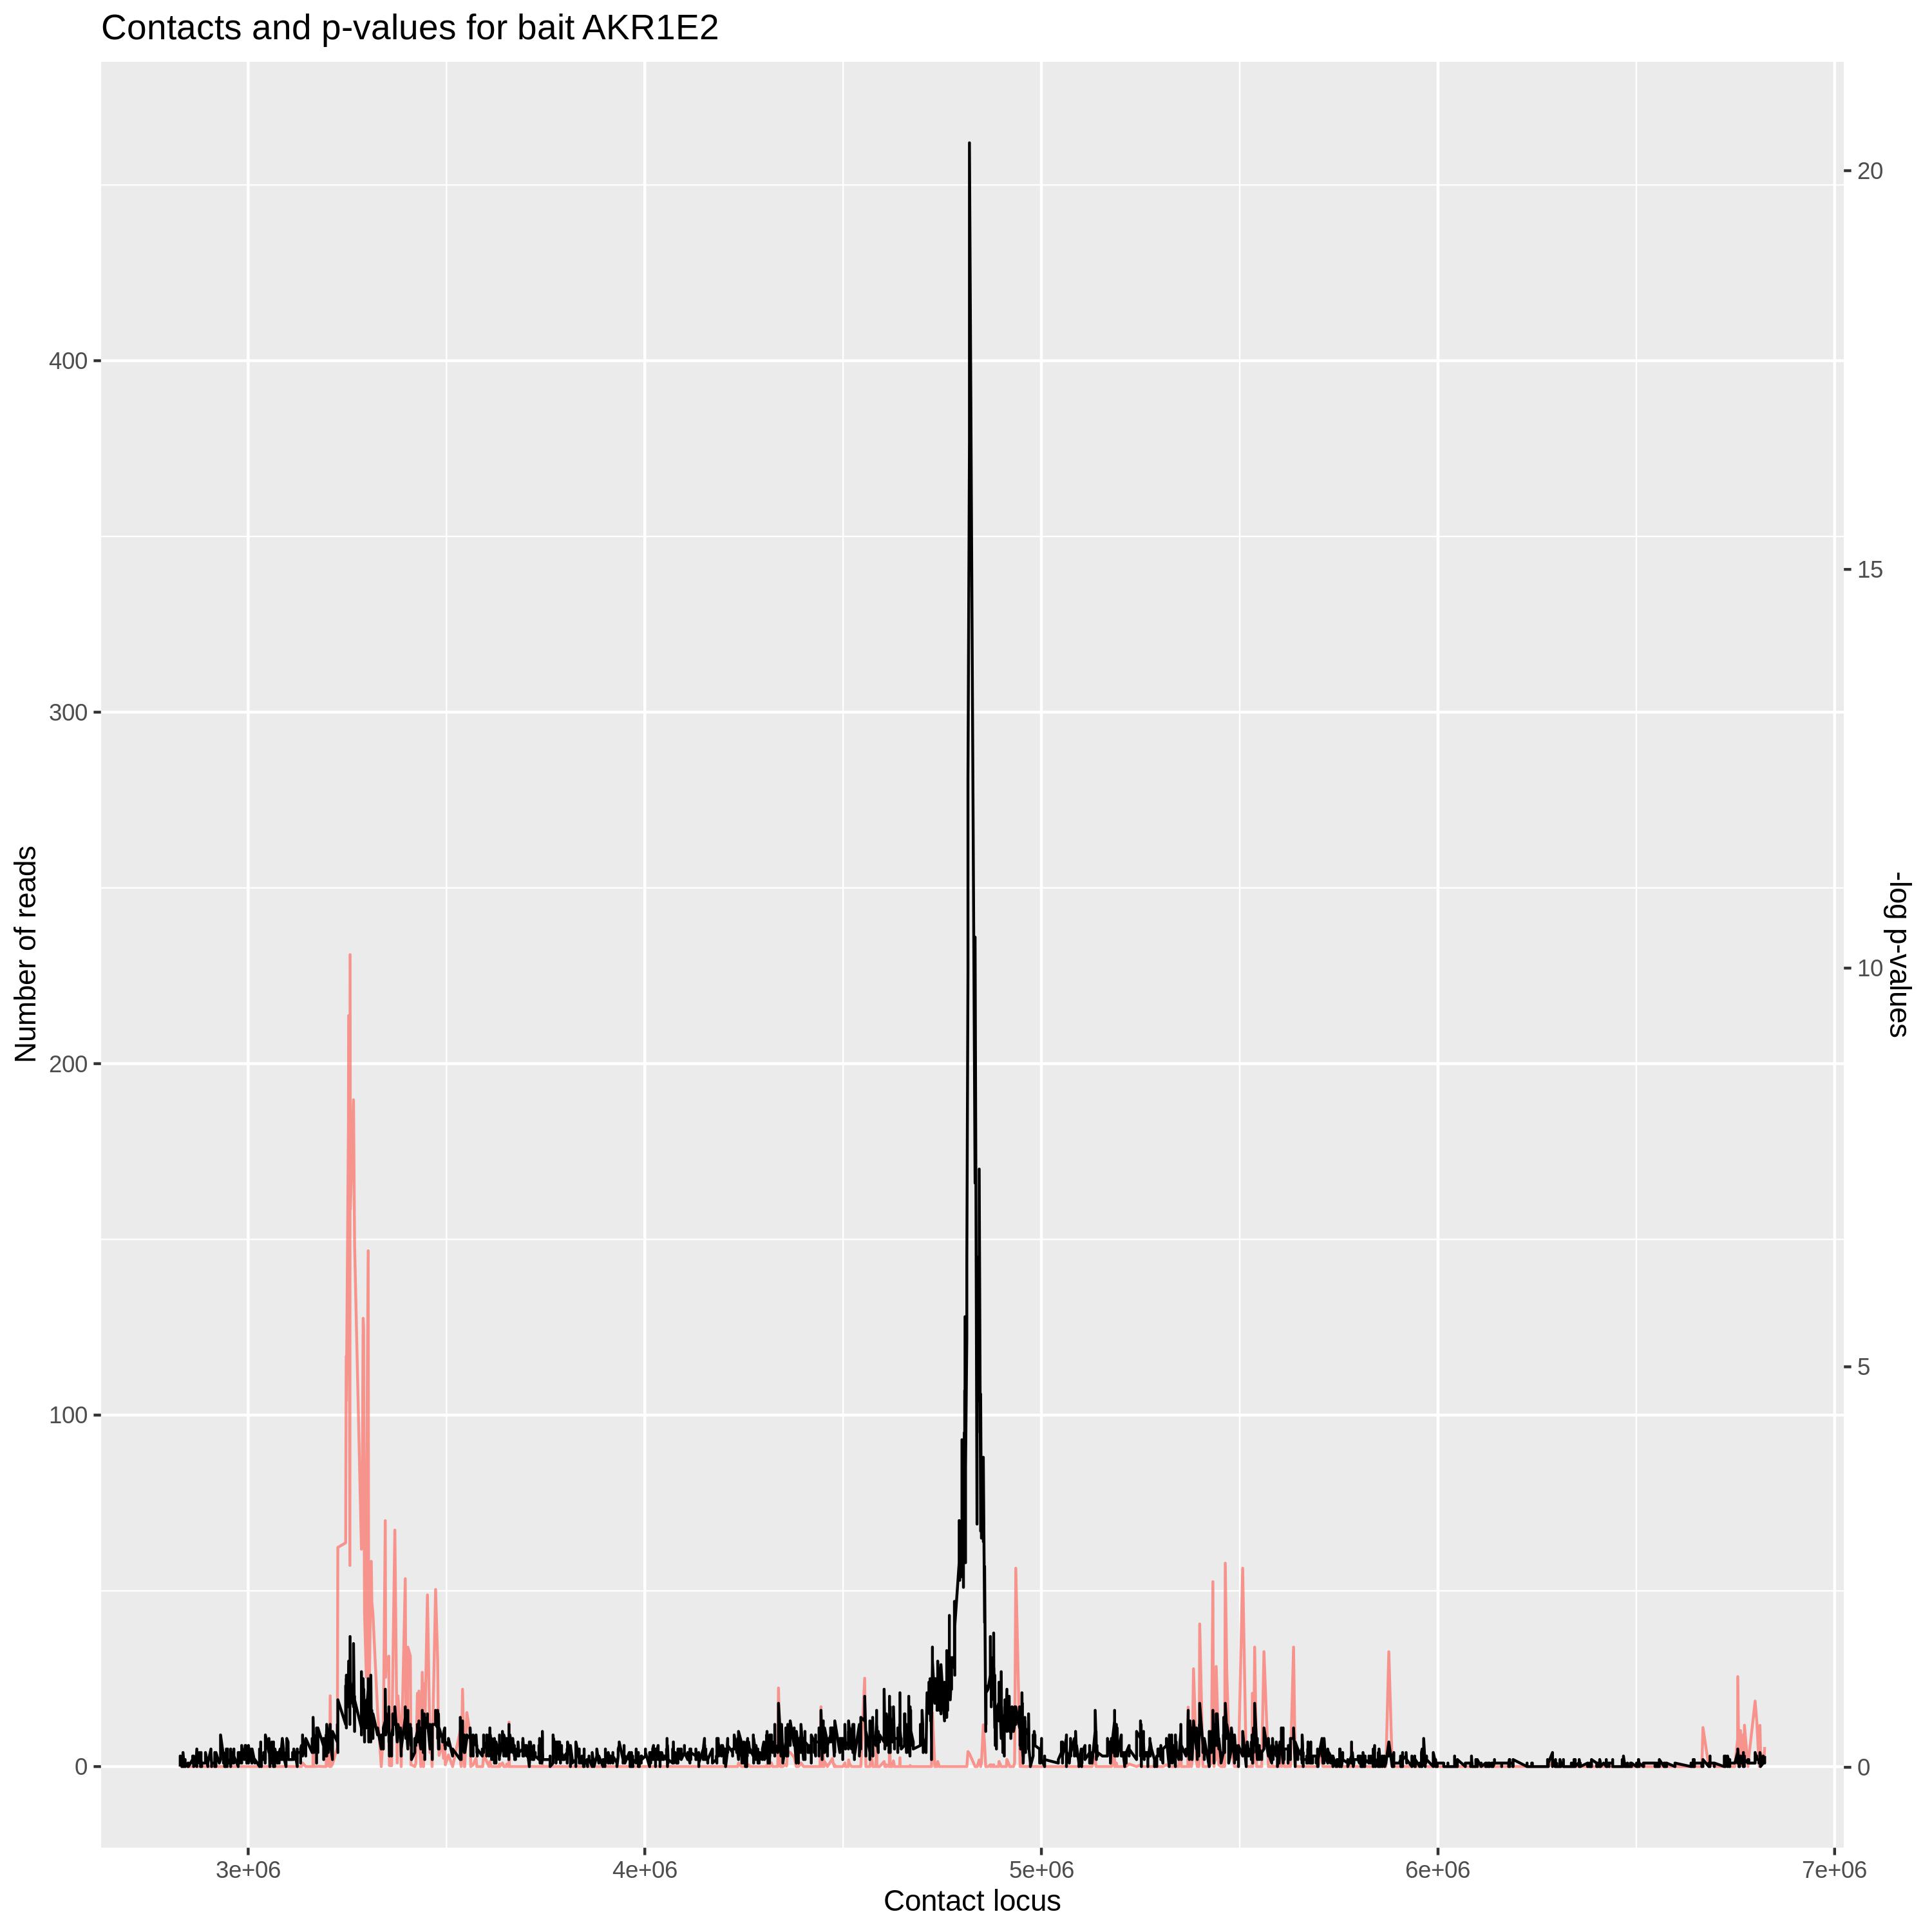 Contacts and p-values for bait AKR1E2
Number of reads
400
300
200
100
0
20
15
10
5
0
-log p-values
3e+06
4e+06
5e+06
6e+06
7e+06
Contact locus